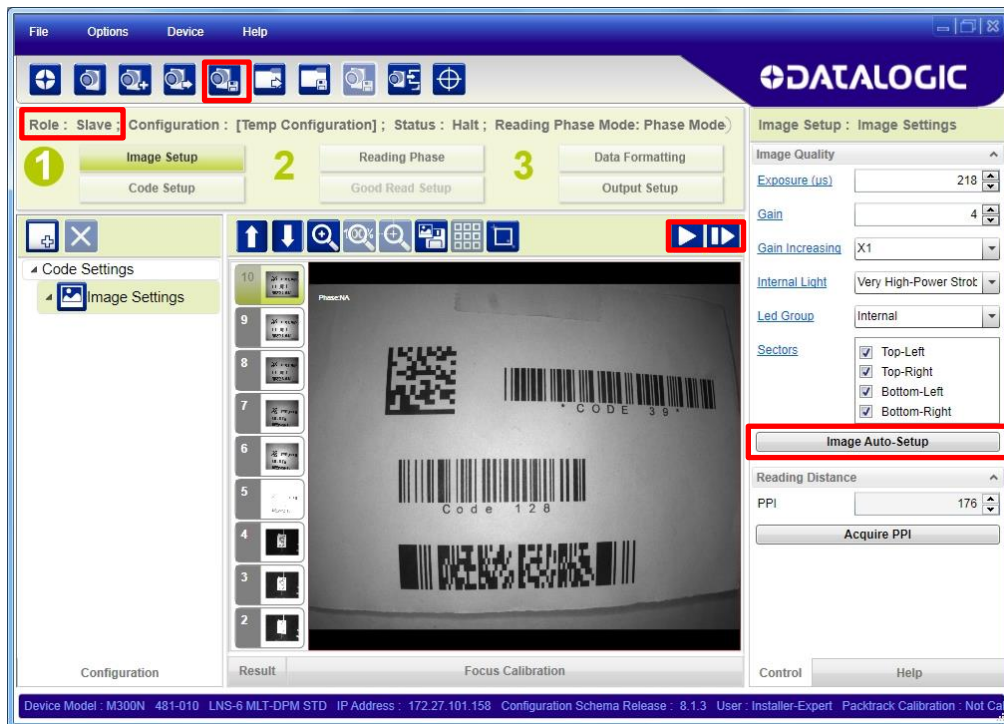 File Options Device Help
DATALOGIC
Role : Slave ; Configuration : [Temp Configuration] ; Status : Halt ; Reading Phase Mode: Phase Mode)
1 Image Setup 2 Reading Phase 3 Data Formatting
Code Setup Good Read Setup Output Setup
Image Setup : Image Settings
Image Quality
Exposure (µs) 218
Gain 4
Gain Increasing X1
Internal Light Very High-Power Strob
Led Group Internal
Sectors Top-Left
Top-Right
Bottom-Left
Bottom-Right
Image Auto-Setup
Reading Distance
PPI 176
Acquire PPI
Control Help
Code Settings
Image Settings
Configuration
100%
10
9
8
7
6
5
4
3
2
Phase:NA
* CODE 39 *
Code 128
Result Focus Calibration
Device Model : M300N 481-010 LNS-6 MLT-DPM STD IP Address : 172.27.101.158 Configuration Schema Release : 8.1.3 User : Installer-Expert Packtrack Calibration : Not Ca